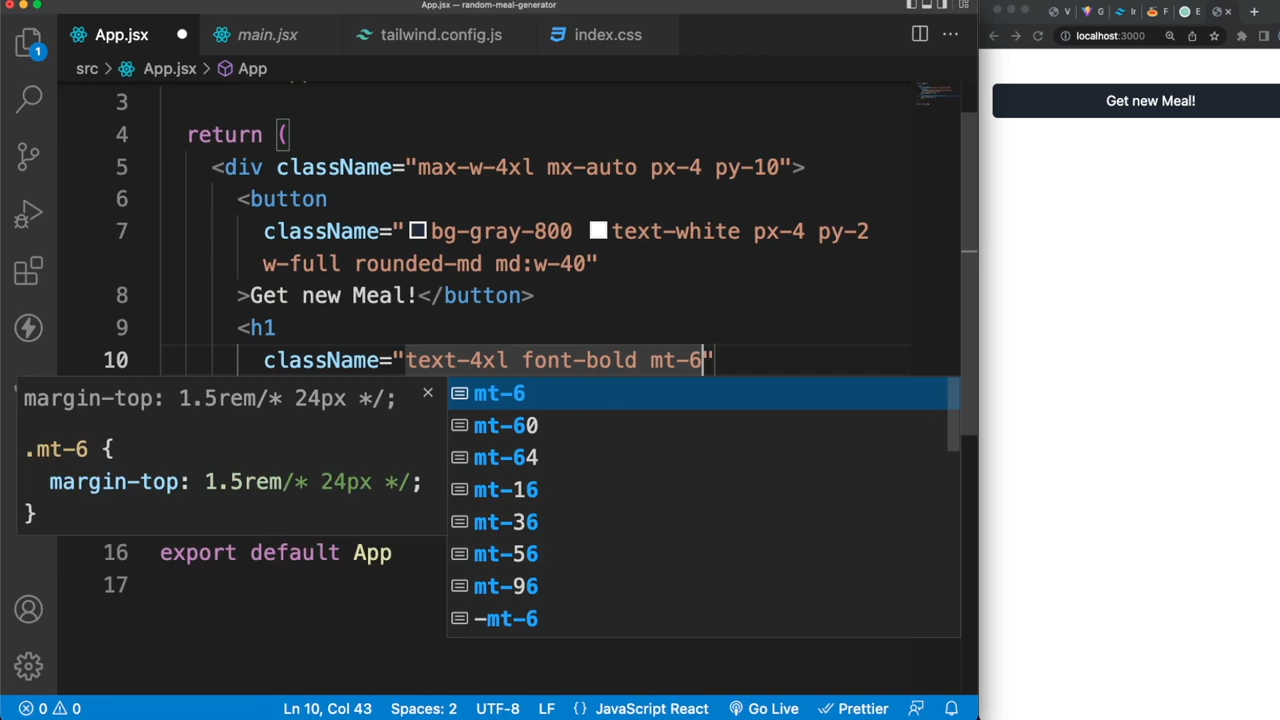 App.jsx — random-meal-generator
App.jsx main.jsx tailwind.config.js index.css
src App.jsx App
3
4 return (
5 <div className="max-w-4xl mx-auto px-4 py-10">
6 <button
7 className="bg-gray-800 text-white px-4 py-2
w-full rounded-md md:w-40"
8 >Get new Meal!</button>
9 <h1
10 className="text-4xl font-bold mt-6"
margin-top: 1.5rem/* 24px */;
.mt-6 {
margin-top: 1.5rem/* 24px */;
}
mt-6
mt-60
mt-64
mt-16
mt-36
mt-56
mt-96
-mt-6
16 export default App
17
1
0 0 Ln 10, Col 43 Spaces: 2 UTF-8 LF {} JavaScript React Go Live Prettier
V G Ir F E
localhost:3000
Get new Meal!